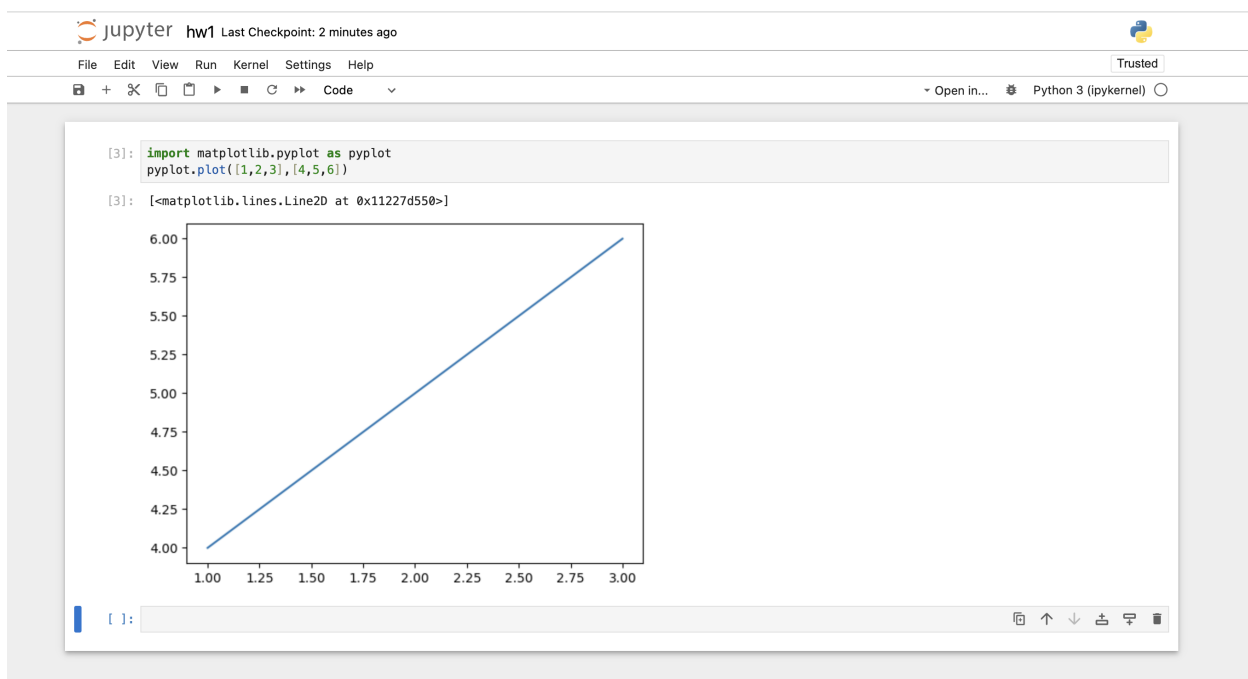 jupyter hw1 Last Checkpoint: 2 minutes ago
File Edit View Run Kernel Settings Help Trusted
Code Open in... Python 3 (ipykernel)
[3]: import matplotlib.pyplot as pyplot
pyplot.plot([1,2,3],[4,5,6])
[3]: [<matplotlib.lines.Line2D at 0x11227d550>]
6.00
5.75
5.50
5.25
5.00
4.75
4.50
4.25
4.00
1.00 1.25 1.50 1.75 2.00 2.25 2.50 2.75 3.00
[ ]: